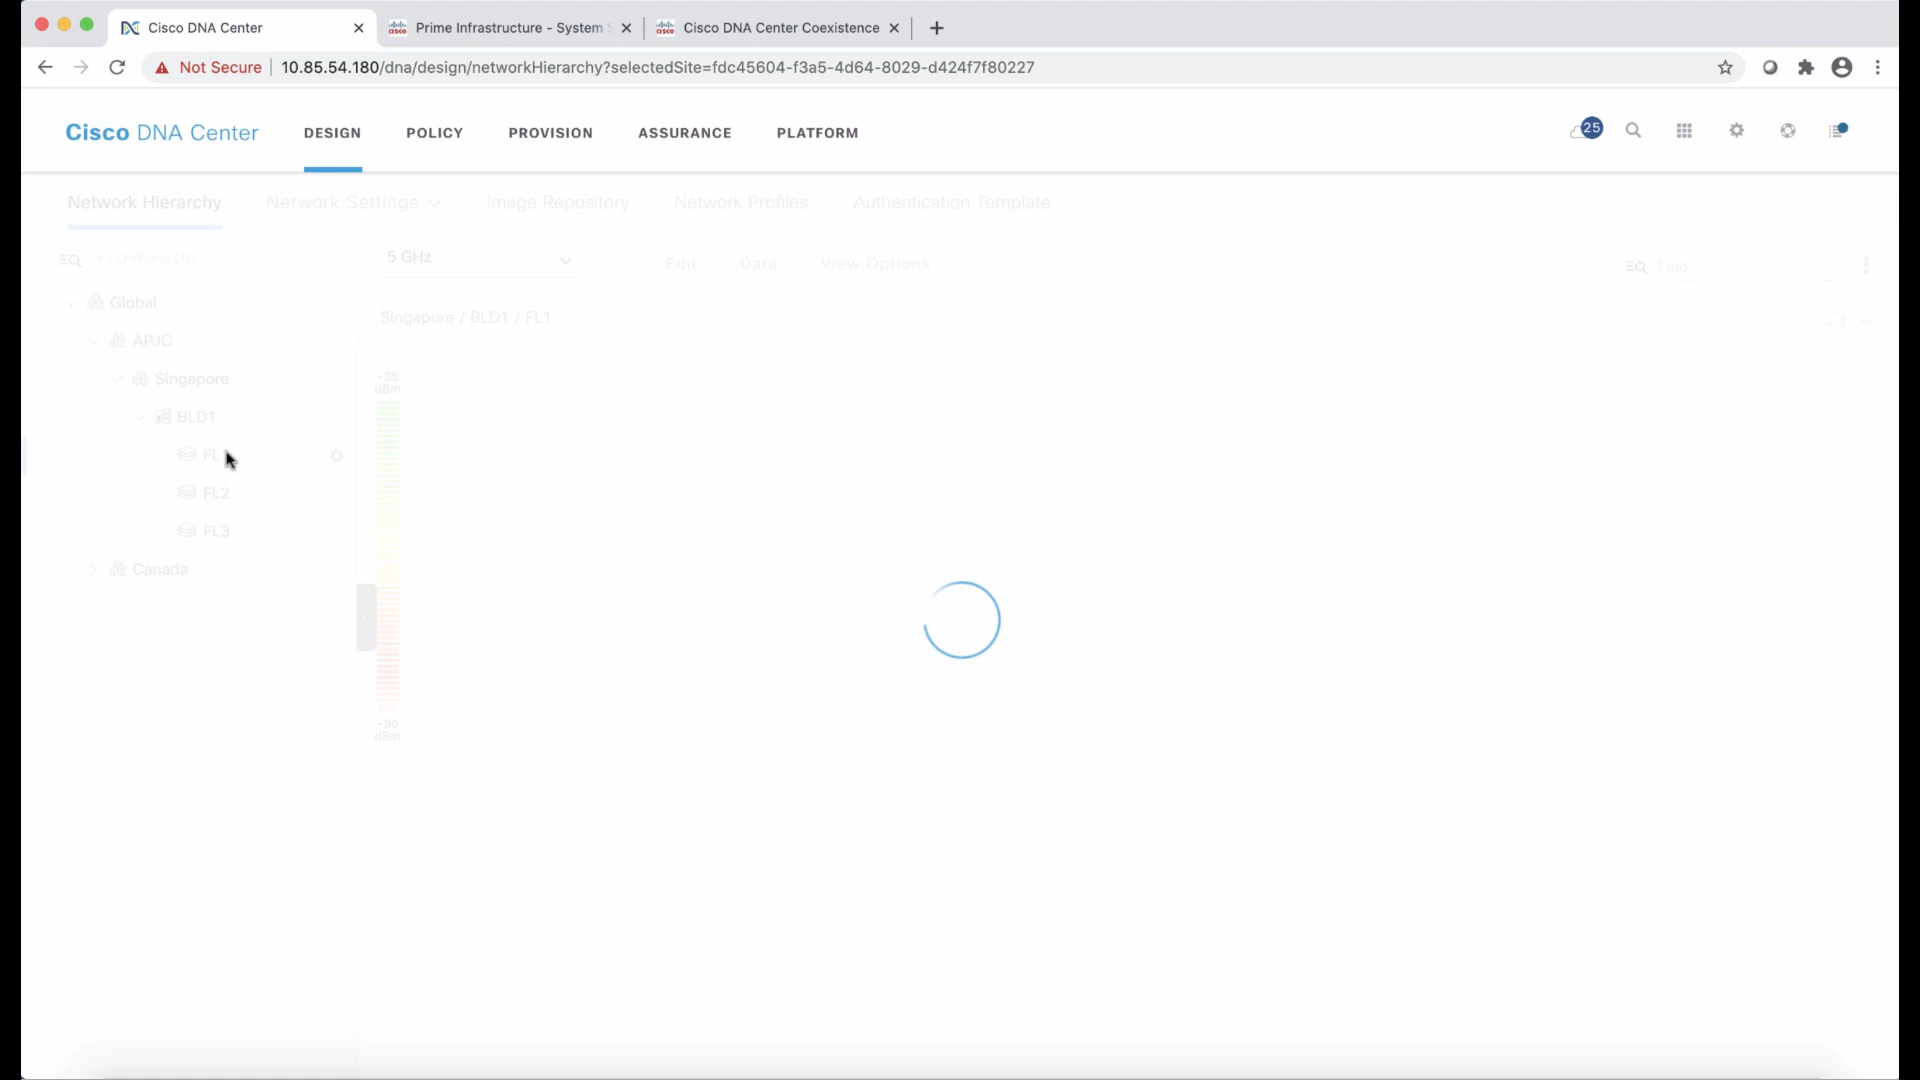 Cisco DNA Center
Prime Infrastructure - System
Cisco DNA Center Coexistence
Not Secure
10.85.54.180/dna/design/networkHierarchy?selectedSite=fdc45604-f3a5-4d64-8029-d424f7f80227
Cisco DNA Center
DESIGN
POLICY
PROVISION
ASSURANCE
PLATFORM
25
Network Hierarchy
Network Settings
Image Repository
Network Profiles
Authentication Template
Find Hierarchy
5 GHz
Edit
Data
View Options
Find
Global
Singapore / BLD1 / FL1
APJC
Singapore
-35
dBm
BLD1
FL
FL2
FL3
Canada
-90
dBm